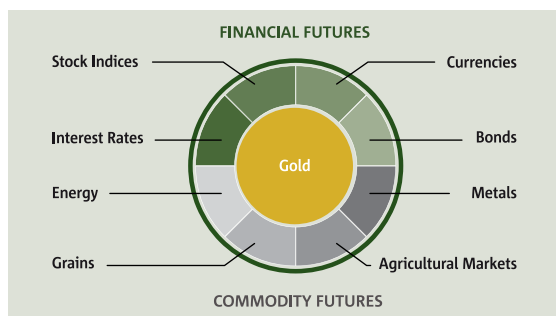 FINANCIAL FUTURES
Stock Indices
Currencies
Interest Rates
Bonds
Gold
Energy
Metals
Grains
Agricultural Markets
COMMODITY FUTURES